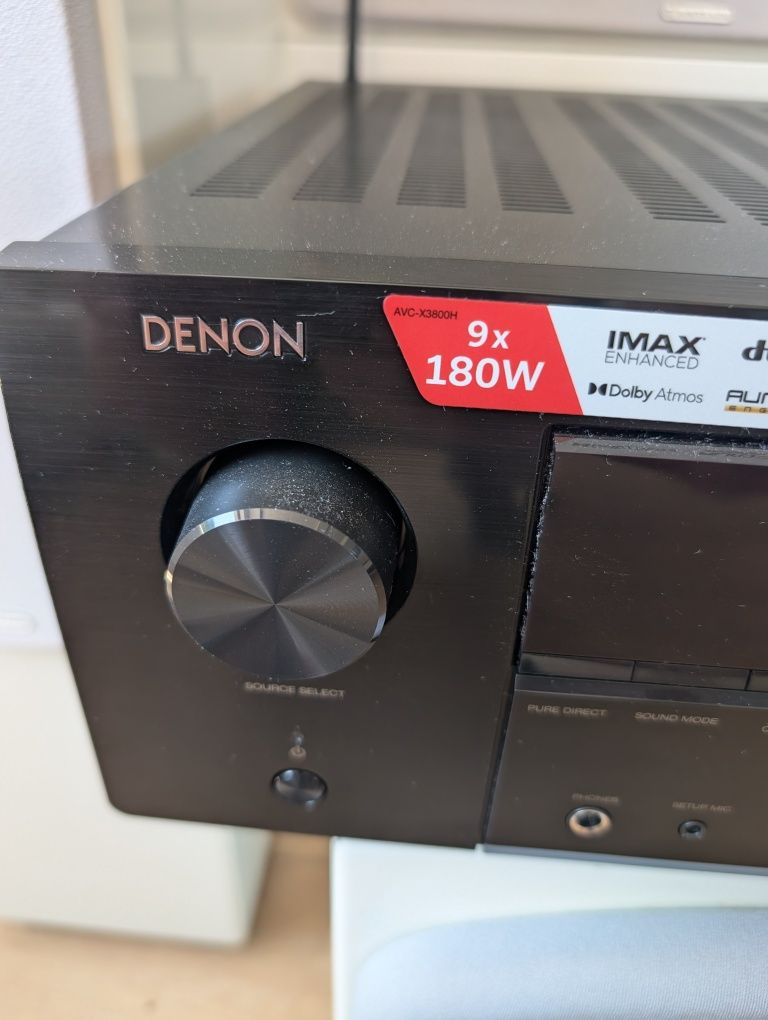 DENON
AVC-X3800H
9x
180W
IMAX
ENHANCED
Dolby Atmos
SOURCE SELECT
PURE DIRECT
SOUND MODE
PHONES
SETUP MIC